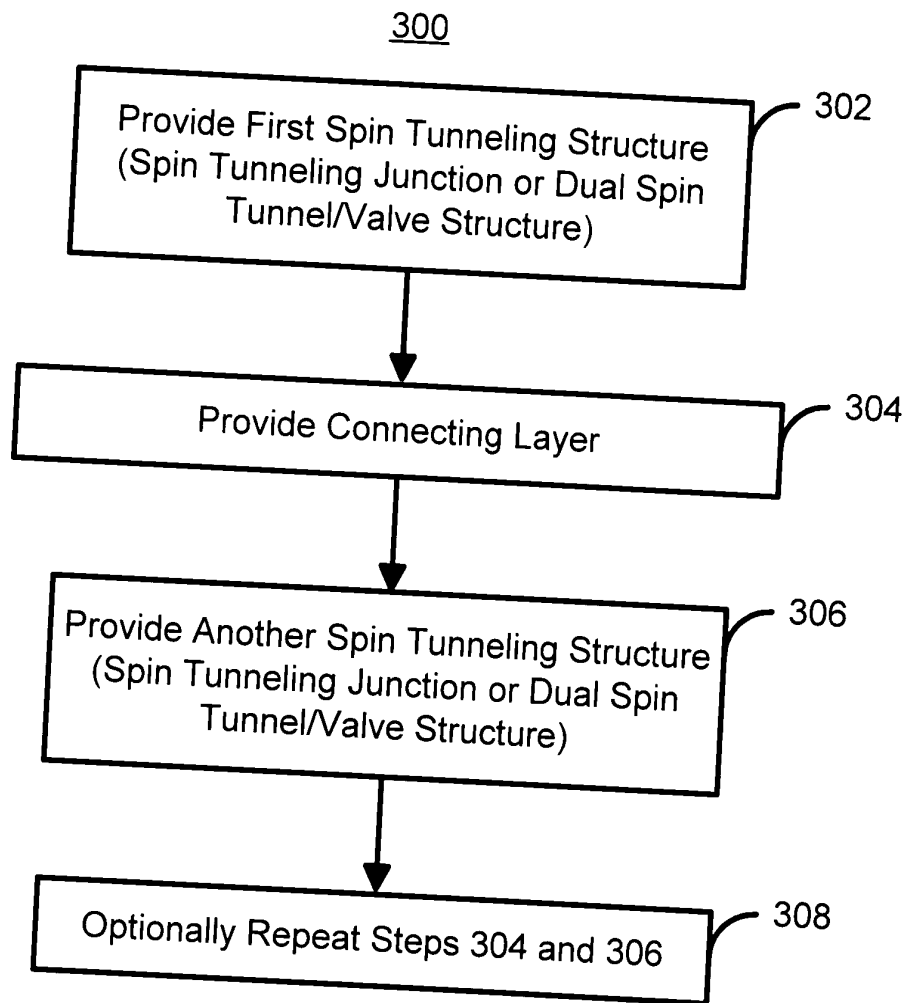 300
Provide First Spin Tunneling Structure
(Spin Tunneling Junction or Dual Spin
Tunnel/Valve Structure)
302
Provide Connecting Layer
304
Provide Another Spin Tunneling Structure
(Spin Tunneling Junction or Dual Spin
Tunnel/Valve Structure)
306
Optionally Repeat Steps 304 and 306
308